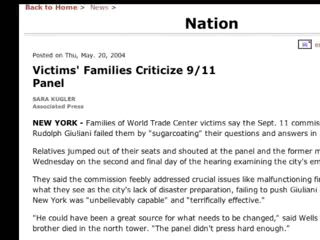 Back to Home > News >
Nation
Posted on Thu, May. 20, 2004
Victims' Families Criticize 9/11
Panel
SARA KUGLER
Associated Press
NEW YORK - Families of World Trade Center victims say the Sept. 11 commis
Rudolph Giuliani failed them by "sugarcoating" their questions and answers in
Relatives jumped out of their seats and shouted at the panel and the former m
Wednesday on the second and final day of the hearing examining the city's em
They said the commission feebly addressed crucial issues like malfunctioning fi
what they see as the city's lack of disaster preparation, failing to push Giuliani
New York was "unbelievably capable" and "terrifically effective."
"He could have been a great source for what needs to be changed," said Wells
brother died in the north tower. "The panel didn't press hard enough."